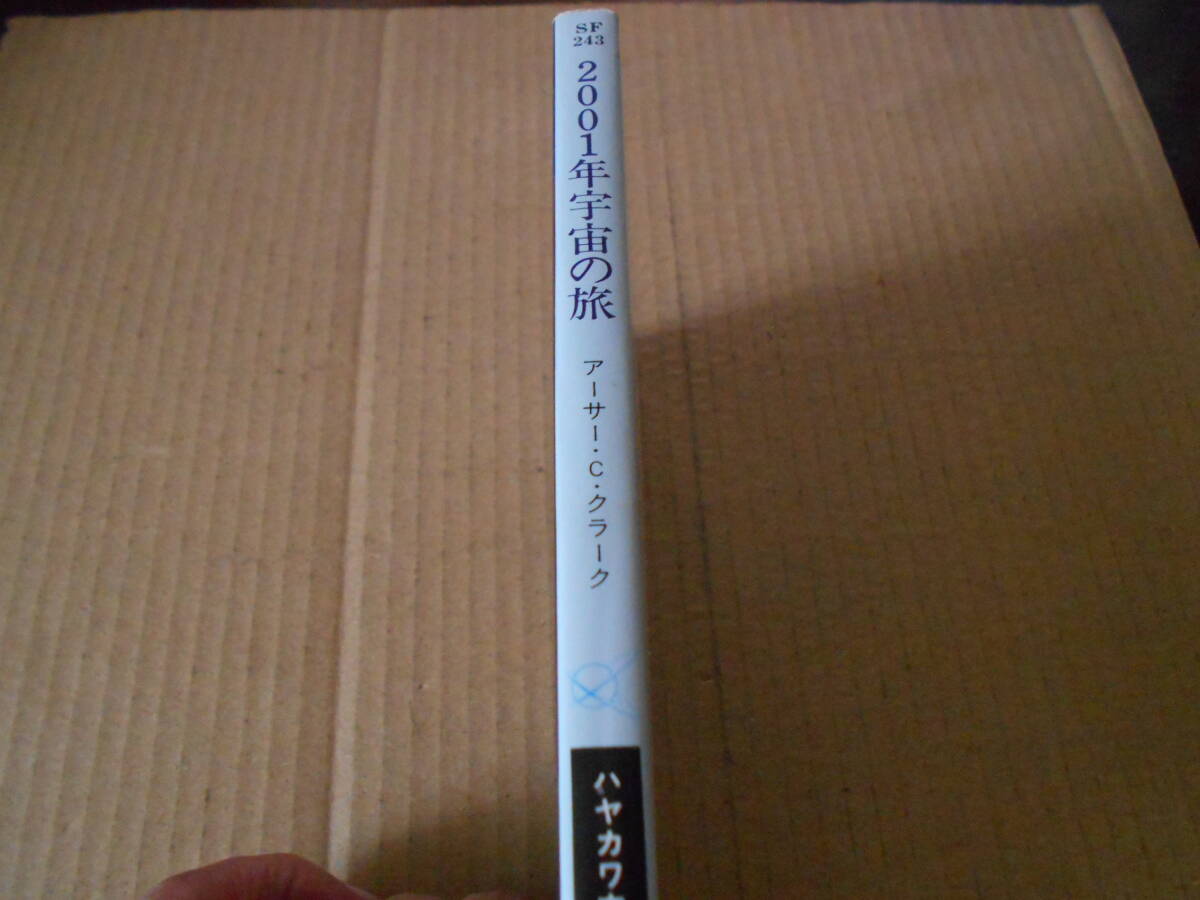 SF
243
2001年宇宙の旅
アーサー・C・クラーク
ハヤカワ